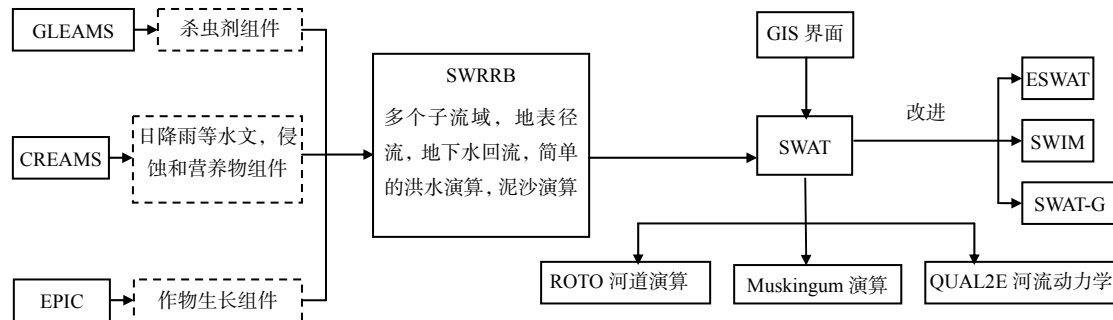 GLEAMS
杀虫剂组件
CREAMS
日降雨等水文，侵
蚀和营养物组件
EPIC
作物生长组件
SWRRB
多个子流域，地表径
流，地下水回流，简单
的洪水演算，泥沙演算
GIS 界面
SWAT
改进
ESWAT
SWIM
SWAT-G
ROTO 河道演算
Muskingum 演算
QUAL2E 河流动力学